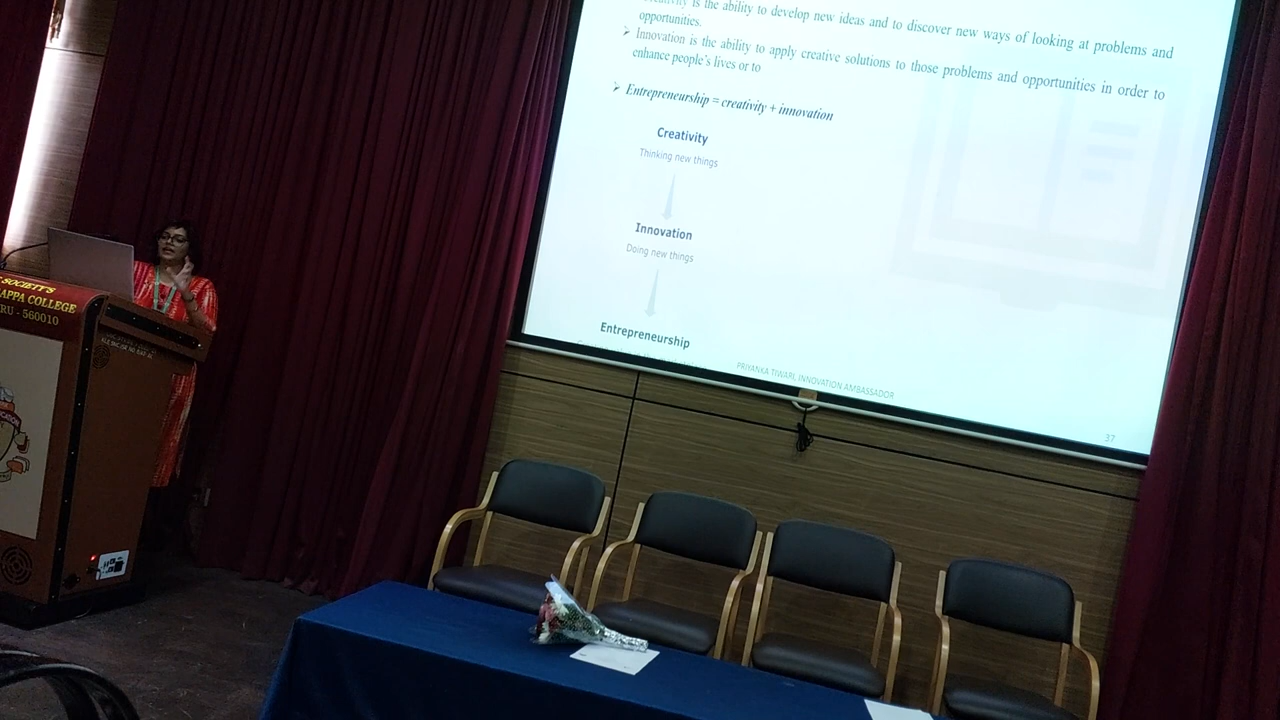 is the ability to develop new ideas and to discover new ways of looking at problems and
opportunities.
➢ Innovation is the ability to apply creative solutions to those problems and opportunities in order to
enhance people's lives or to
➢ Entrepreneurship = creativity + innovation
Creativity
Thinking new things
Innovation
Doing new things
Entrepreneurship
PRIYANKA TIWARI, INNOVATION AMBASSADOR
37
SOCIETY'S
APPA COLLEGE
RU - 560010